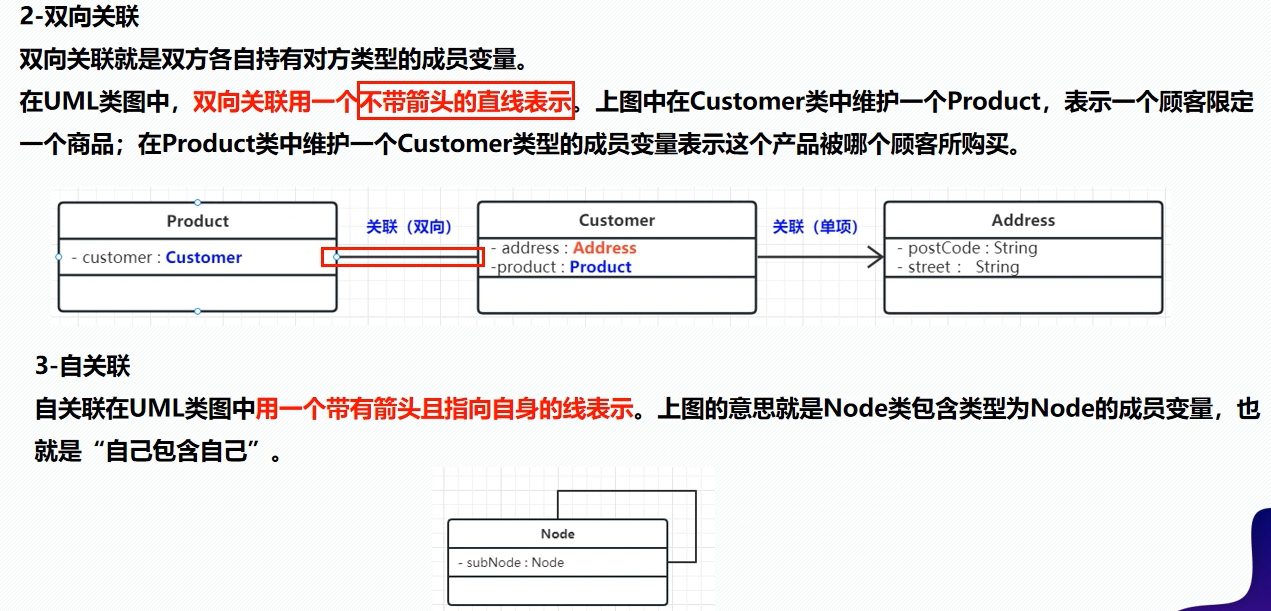 2-双向关联
双向关联就是双方各自持有对方类型的成员变量。
在UML类图中，双向关联用一个不带箭头的直线表示。上图中在Customer类中维护一个Product，表示一个顾客限定
一个商品；在Product类中维护一个Customer类型的成员变量表示这个产品被哪个顾客所购买。
Product
- customer : Customer
关联（双向）
Customer
- address : Address
-product : Product
关联（单项）
Address
- postCode : String
- street : String
3-自关联
自关联在UML类图中用一个带有箭头且指向自身的线表示。上图的意思就是Node类包含类型为Node的成员变量，也
就是“自己包含自己”。
Node
- subNode : Node